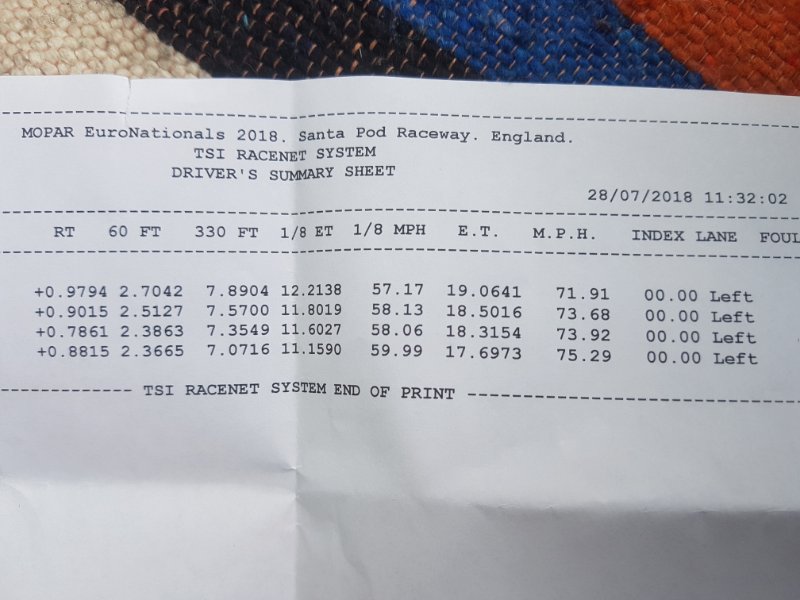 MOPAR EuroNationals 2018. Santa Pod Raceway. England.
TSI RACENET SYSTEM
DRIVER'S SUMMARY SHEET
28/07/2018 11:32:02
RT 60 FT 330 FT 1/8 ET 1/8 MPH E.T. M.P.H. INDEX LANE FOUL
+0.9794 2.7042 7.8904 12.2138 57.17 19.0641 71.91 00.00 Left
+0.9015 2.5127 7.5700 11.8019 58.13 18.5016 73.68 00.00 Left
+0.7861 2.3863 7.3549 11.6027 58.06 18.3154 73.92 00.00 Left
+0.8815 2.3665 7.0716 11.1590 59.99 17.6973 75.29 00.00 Left
------------- TSI RACENET SYSTEM END OF PRINT --------------------------------